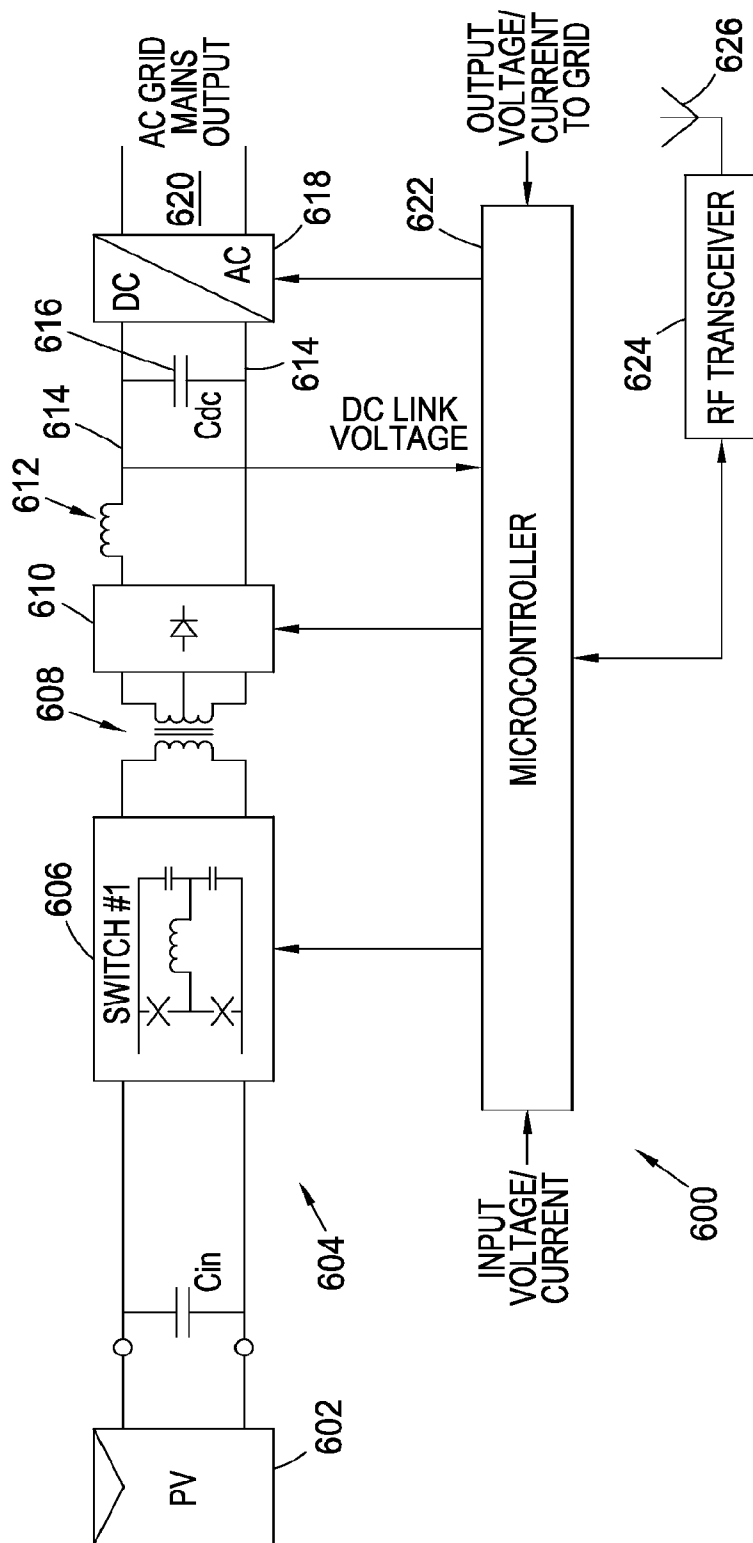 AC GRID
MAINS
OUTPUT
620
618
DC
AC
616
614
614
Cdc
DC LINK
VOLTAGE
612
610
608
606
SWITCH #1
604
Cin
602
PV
OUTPUT
VOLTAGE/
CURRENT
TO GRID
622
MICROCONTROLLER
INPUT
VOLTAGE/
CURRENT
600
626
624
RF TRANSCEIVER